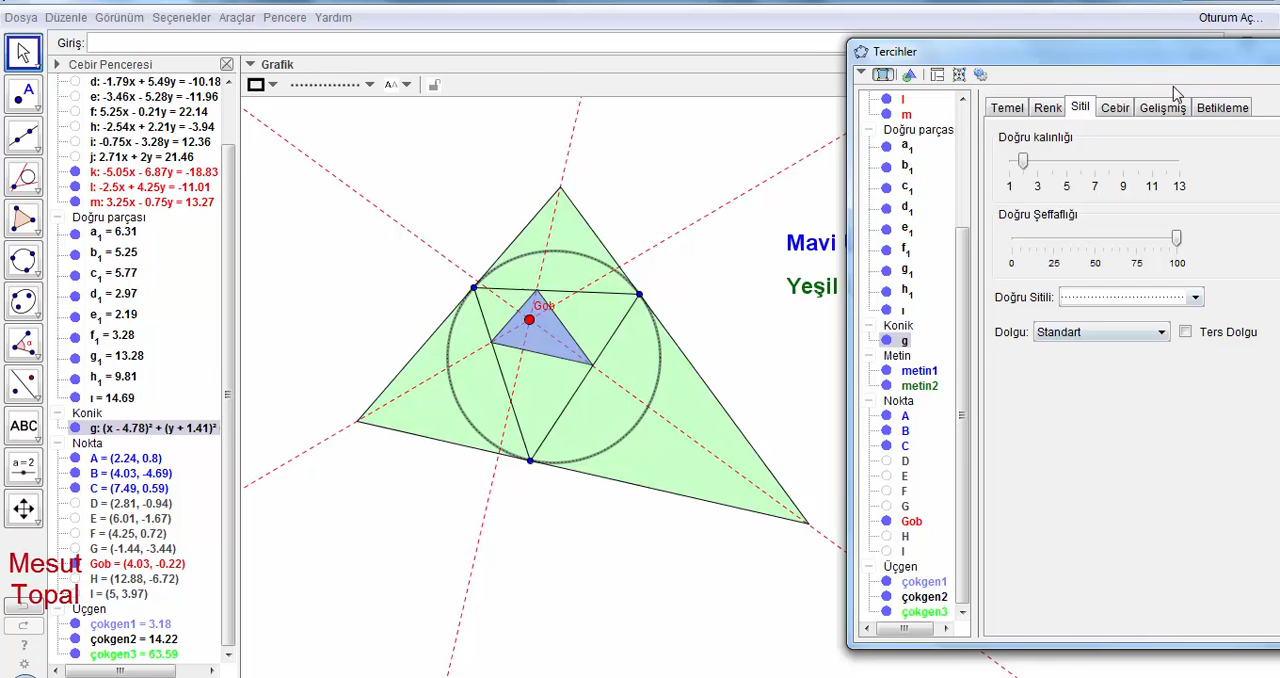 Dosya Düzenle Görünüm Seçenekler Araçlar Pencere Yardım
Oturum Aç...
Giriş:
Cebir Penceresi
Grafik
d: -1.79x + 5.49y = -10.18
e: -3.46x - 5.28y = -11.96
f: 5.25x - 0.21y = 22.14
h: -2.54x + 2.21y = -3.94
i: -0.75x - 3.28y = 12.36
j: 2.71x + 2y = 21.46
k: -5.05x - 6.87y = -18.83
l: -2.5x + 4.25y = -11.01
m: 3.25x - 0.75y = 13.27
Doğru parçası
a1 = 6.31
b1 = 5.25
c1 = 5.77
d1 = 2.97
e1 = 2.19
f1 = 3.28
g1 = 13.28
h1 = 9.81
ı = 14.69
Konik
g: (x - 4.78)² + (y + 1.41)²
Nokta
A = (2.24, 0.8)
B = (4.03, -4.69)
C = (7.49, 0.59)
D = (2.81, -0.94)
E = (6.01, -1.67)
F = (4.25, 0.72)
G = (-1.44, -3.44)
Gob = (4.03, -0.22)
H = (12.88, -6.72)
I = (5, 3.97)
Üçgen
çokgen1 = 3.18
çokgen2 = 14.22
çokgen3 = 63.59
ABC
a = 2
Mesut
Topal
Gob
Mavi
Yeşil
Tercihler
l
m
Doğru parças
a1
b1
c1
d1
e1
f1
g1
h1
ı
Konik
g
Metin
metin1
metin2
Nokta
A
B
C
D
E
F
G
Gob
H
I
Üçgen
çokgen1
çokgen2
çokgen3
Temel Renk Sitil Cebir Gelişmiş Betikleme
Doğru kalınlığı
1 3 5 7 9 11 13
Doğru Şeffaflığı
0 25 50 75 100
Doğru Sitili:
Dolgu: Standart Ters Dolgu